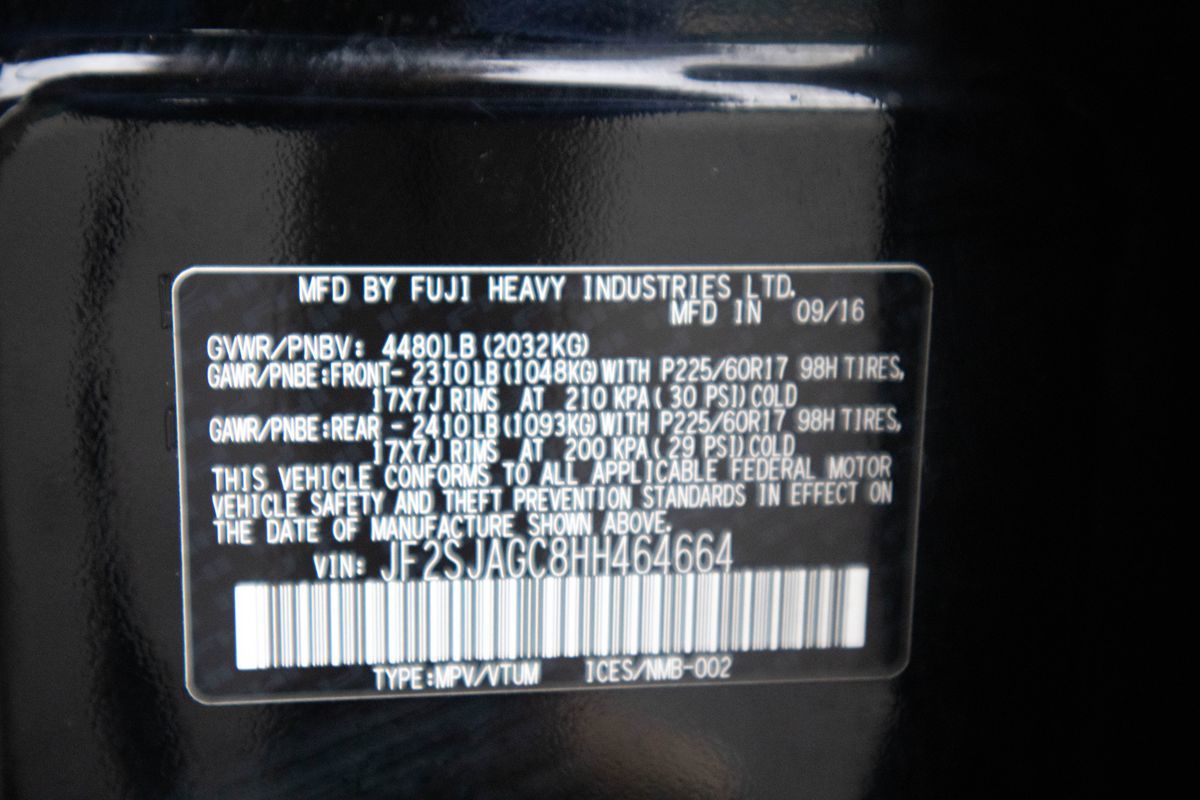 MFD BY FUJI HEAVY INDUSTRIES LTD.
MFD IN 09/16
GVWR/PNBV: 4480LB(2032KG)
GAWR/PNBE:FRONT- 2310LB(1048KG)WITH P225/60R17 98H TIRES,
17X7J RIMS AT 210 KPA( 30 PSI)COLD
GAWR/PNBE:REAR - 2410LB(1093KG)WITH P225/60R17 98H TIRES,
17X7J RIMS AT 200 KPA( 29 PSI)COLD
THIS VEHICLE CONFORMS TO ALL APPLICABLE FEDERAL MOTOR
VEHICLE SAFETY AND THEFT PREVENTION STANDARDS IN EFFECT ON
THE DATE OF MANUFACTURE SHOWN ABOVE.
VIN: JF2SJAGC8HH464664
TYPE:MPV/VTUM ICES/NMB-002